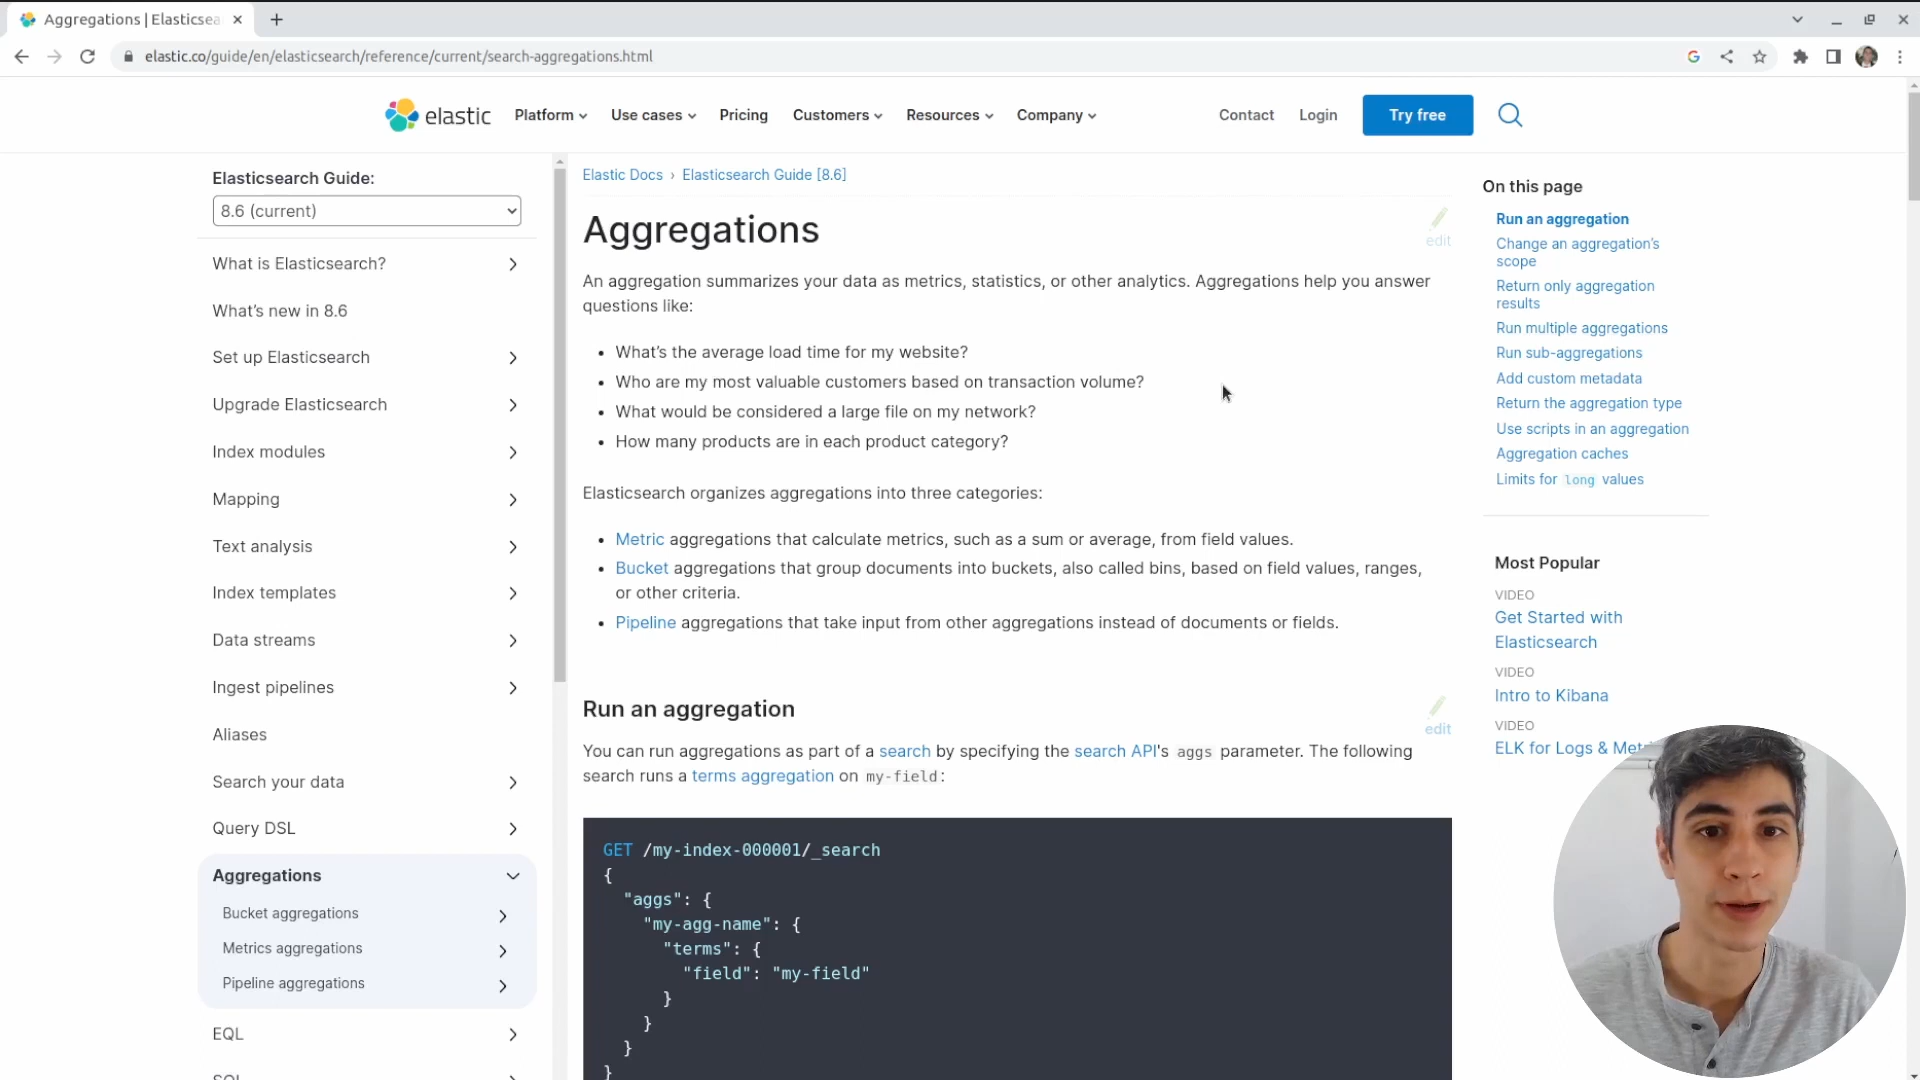 Aggregations | Elasticsea
elastic.co/guide/en/elasticsearch/reference/current/search-aggregations.html
elastic
Platform
Use cases
Pricing
Customers
Resources
Company
Contact
Login
Try free
Elasticsearch Guide:
8.6 (current)
What is Elasticsearch?
What's new in 8.6
Set up Elasticsearch
Upgrade Elasticsearch
Index modules
Mapping
Text analysis
Index templates
Data streams
Ingest pipelines
Aliases
Search your data
Query DSL
Aggregations
Bucket aggregations
Metrics aggregations
Pipeline aggregations
EQL
SQL
Elastic Docs › Elasticsearch Guide [8.6]
Aggregations
edit
An aggregation summarizes your data as metrics, statistics, or other analytics. Aggregations help you answer
questions like:
• What's the average load time for my website?
• Who are my most valuable customers based on transaction volume?
• What would be considered a large file on my network?
• How many products are in each product category?
Elasticsearch organizes aggregations into three categories:
• Metric aggregations that calculate metrics, such as a sum or average, from field values.
• Bucket aggregations that group documents into buckets, also called bins, based on field values, ranges,
or other criteria.
• Pipeline aggregations that take input from other aggregations instead of documents or fields.
Run an aggregation
edit
You can run aggregations as part of a search by specifying the search API's aggs parameter. The following
search runs a terms aggregation on my-field:
GET /my-index-000001/_search
{
"aggs": {
"my-agg-name": {
"terms": {
"field": "my-field"
}
}
}
}
On this page
Run an aggregation
Change an aggregation's
scope
Return only aggregation
results
Run multiple aggregations
Run sub-aggregations
Add custom metadata
Return the aggregation type
Use scripts in an aggregation
Aggregation caches
Limits for long values
Most Popular
VIDEO
Get Started with
Elasticsearch
VIDEO
Intro to Kibana
VIDEO
ELK for Logs & Metri